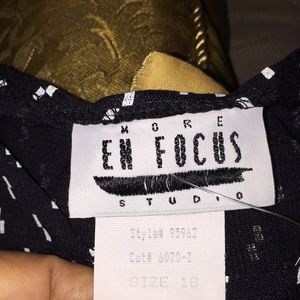 MORE
EN FOCUS
STUDIO
Style# 95962
Cut# 6070-Z
SIZE 10